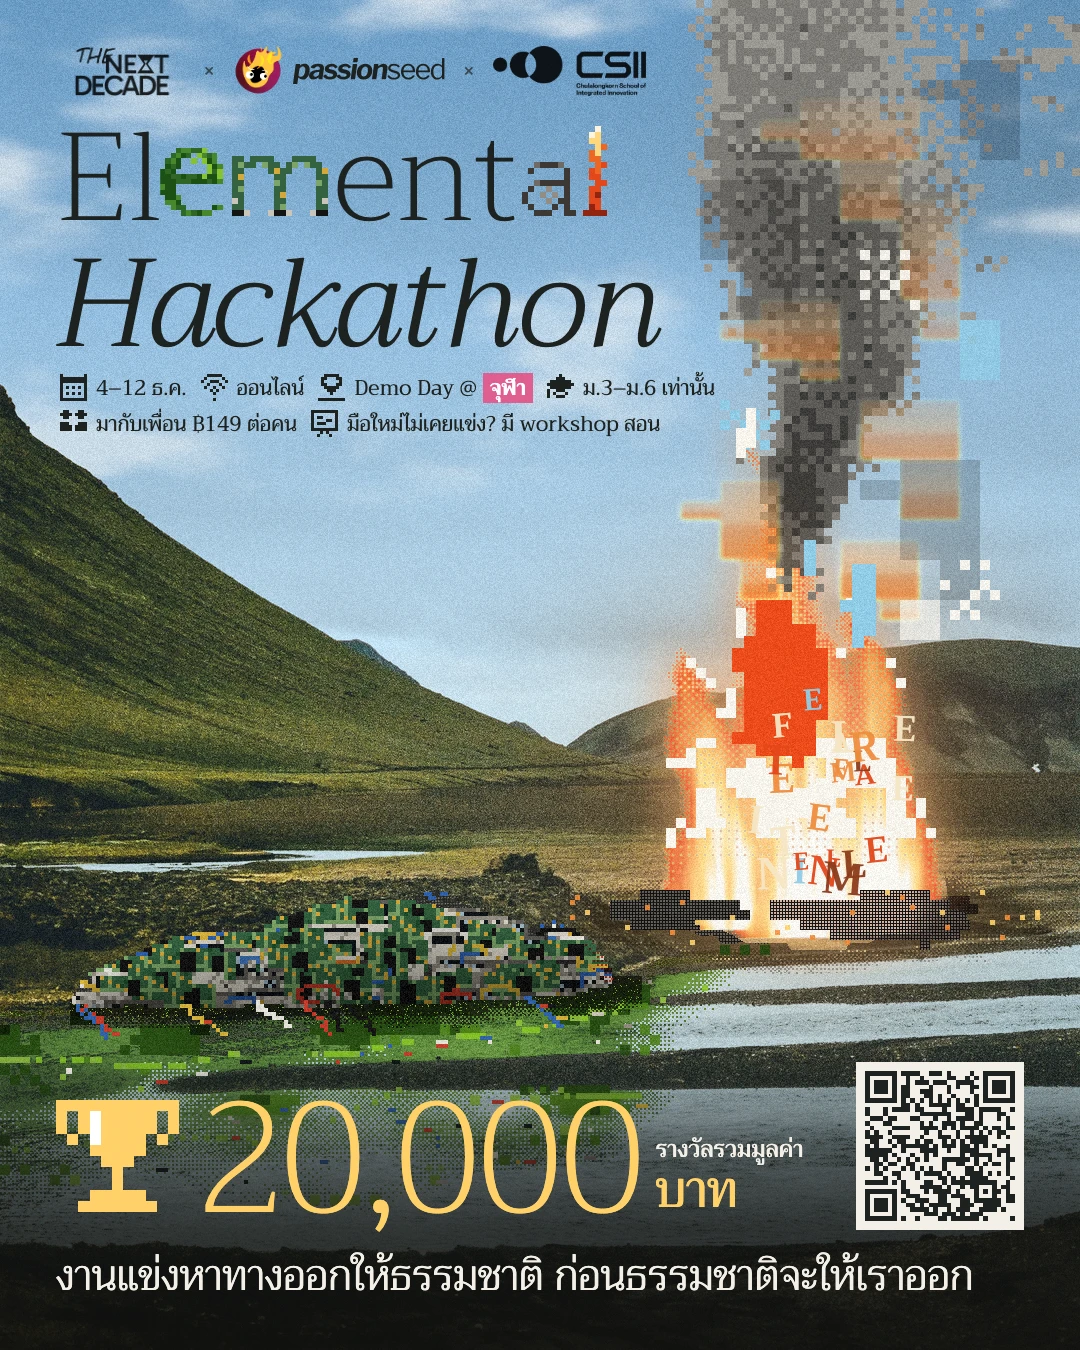 THE NEXT DECADE × passionseed × CSII
Chulalongkorn School of Integrated Innovation
Elemental
Hackathon
4–12 ธ.ค. ออนไลน์ Demo Day @ จุฬา ม.3–ม.6 เท่านั้น
มากับเพื่อน ฿149 ต่อคน มือใหม่ไม่เคยแข่ง? มี workshop สอน
20,000
รางวัลรวมมูลค่า
บาท
งานแข่งหาทางออกให้ธรรมชาติ ก่อนธรรมชาติจะให้เราออก